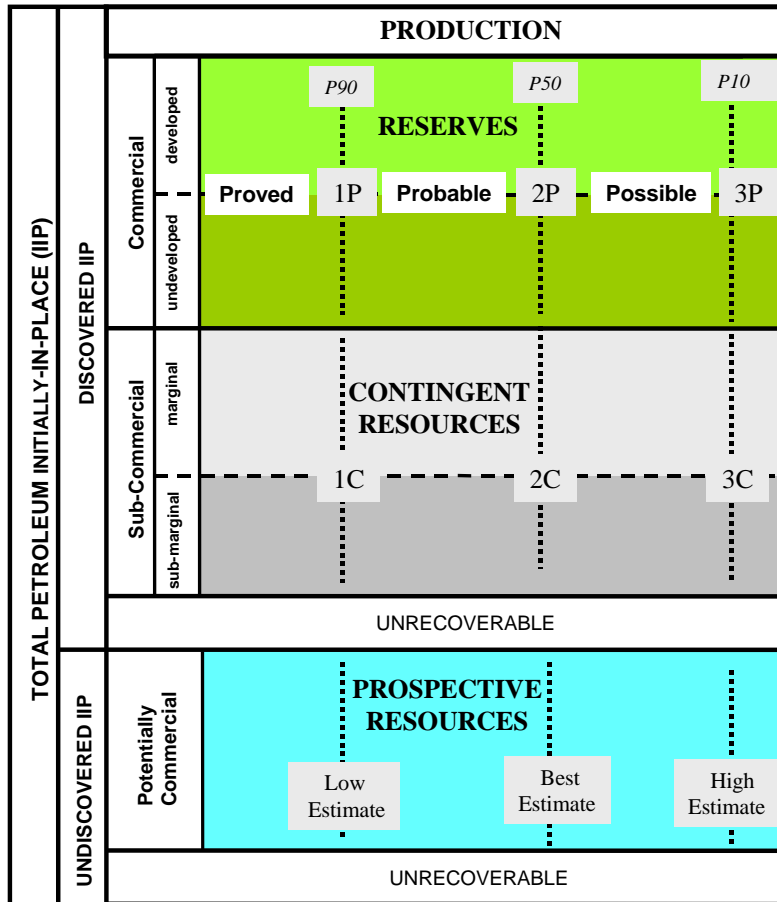 TOTAL PETROLEUM INITIALLY-IN-PLACE (IIP)
DISCOVERED IIP
PRODUCTION
Commercial
developed
P90
P50
P10
RESERVES
Proved
1P
Probable
2P
Possible
3P
undeveloped
Sub-Commercial
marginal
CONTINGENT
RESOURCES
1C
2C
3C
sub-marginal
UNRECOVERABLE
UNDISCOVERED IIP
Potentially
Commercial
PROSPECTIVE
RESOURCES
Low
Estimate
Best
Estimate
High
Estimate
UNRECOVERABLE